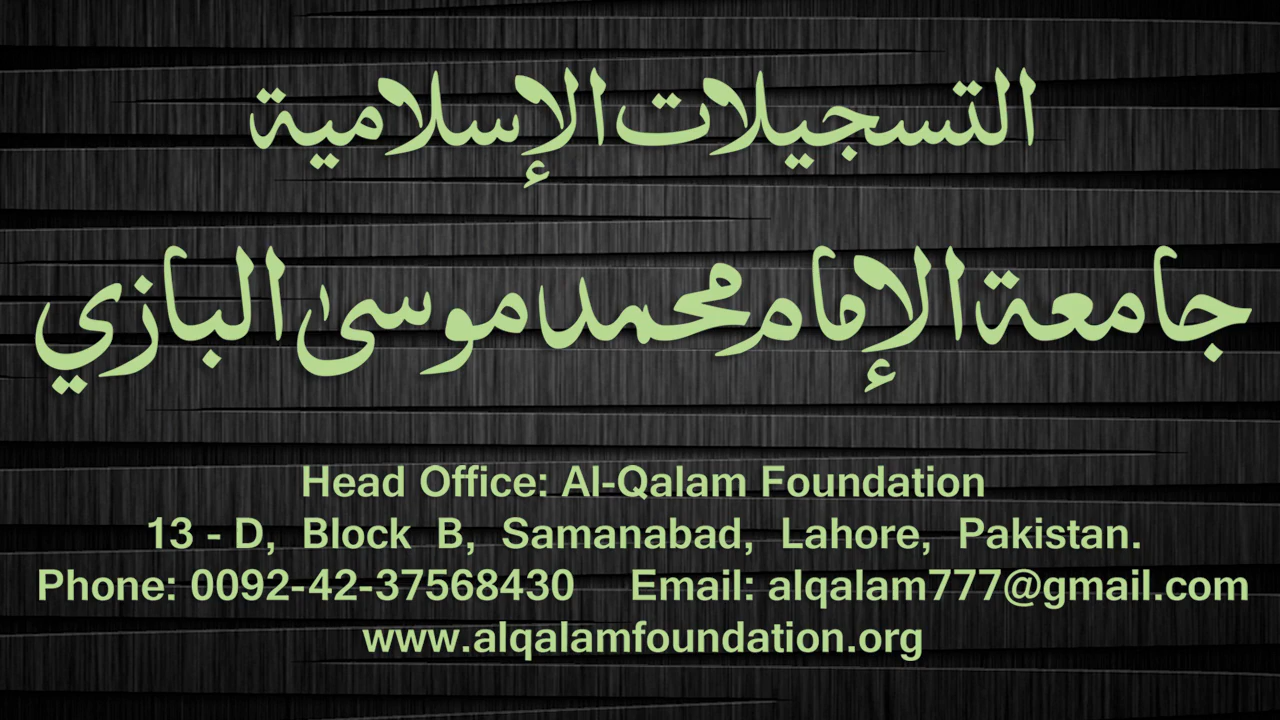 التسجيلات الإسلامية
جامعة الإمام محمد موسىٰ البازي
Head Office: Al-Qalam Foundation
13 - D, Block B, Samanabad, Lahore, Pakistan.
Phone: 0092-42-37568430 Email: alqalam777@gmail.com
www.alqalamfoundation.org